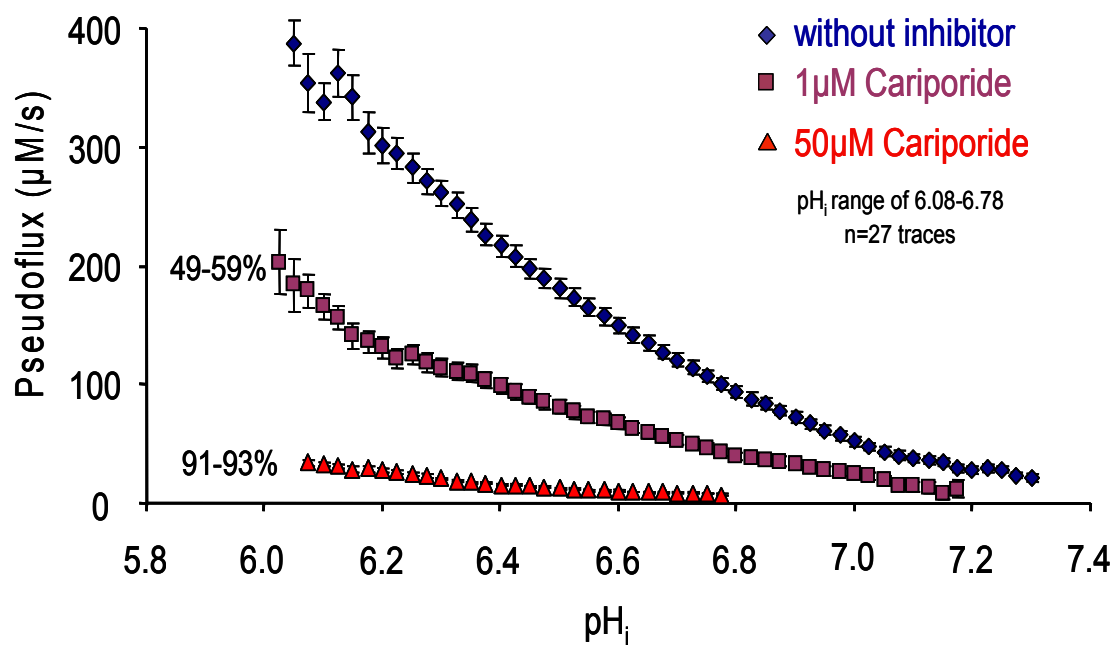 400
300
200
100
0
Pseudoflux (µM/s)
without inhibitor
1µM Cariporide
50µM Cariporide
pHi range of 6.08-6.78
n=27 traces
49-59%
91-93%
5.8 6.0 6.2 6.4 6.6 6.8 7.0 7.2 7.4
pHi